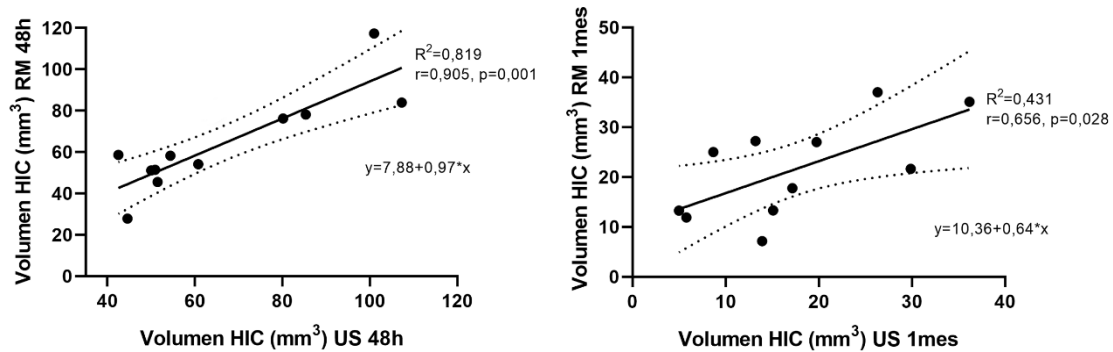 Volumen HIC (mm³) RM 48h
120
100
80
60
40
20
0
40
60
80
100
120
Volumen HIC (mm³) US 48h
R²=0,819
r=0,905, p=0,001
y=7,88+0,97*x
Volumen HIC (mm³) RM 1mes
50
40
30
20
10
0
0
10
20
30
40
Volumen HIC (mm³) US 1mes
R²=0,431
r=0,656, p=0,028
y=10,36+0,64*x